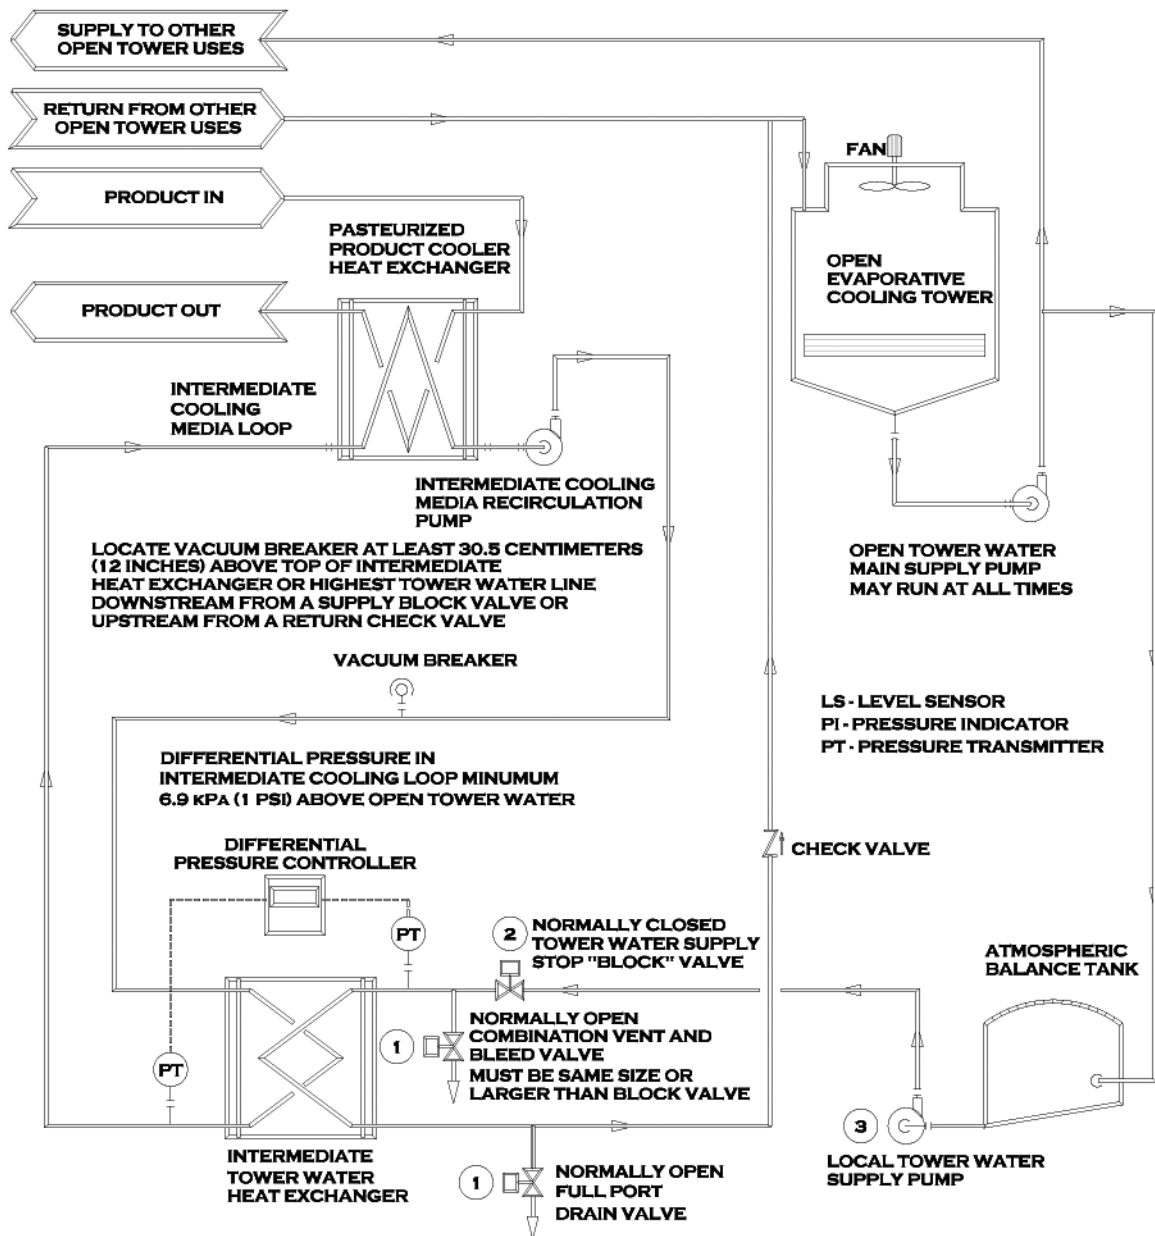 SUPPLY TO OTHER
OPEN TOWER USES
RETURN FROM OTHER
OPEN TOWER USES
PRODUCT IN
PRODUCT OUT
PASTEURIZED
PRODUCT COOLER
HEAT EXCHANGER
FAN
OPEN
EVAPORATIVE
COOLING TOWER
INTERMEDIATE
COOLING
MEDIA LOOP
INTERMEDIATE COOLING
MEDIA RECIRCULATION
PUMP
OPEN TOWER WATER
MAIN SUPPLY PUMP
MAY RUN AT ALL TIMES
LOCATE VACUUM BREAKER AT LEAST 30.5 CENTIMETERS
(12 INCHES) ABOVE TOP OF INTERMEDIATE
HEAT EXCHANGER OR HIGHEST TOWER WATER LINE
DOWNSTREAM FROM A SUPPLY BLOCK VALVE OR
UPSTREAM FROM A RETURN CHECK VALVE
VACUUM BREAKER
LS - LEVEL SENSOR
PI - PRESSURE INDICATOR
PT - PRESSURE TRANSMITTER
DIFFERENTIAL PRESSURE IN
INTERMEDIATE COOLING LOOP MINUMUM
6.9 KPA (1 PSI) ABOVE OPEN TOWER WATER
DIFFERENTIAL
PRESSURE CONTROLLER
CHECK VALVE
PT
2
NORMALLY CLOSED
TOWER WATER SUPPLY
STOP "BLOCK" VALVE
ATMOSPHERIC
BALANCE TANK
1
NORMALLY OPEN
COMBINATION VENT AND
BLEED VALVE
MUST BE SAME SIZE OR
LARGER THAN BLOCK VALVE
PT
3
LOCAL TOWER WATER
SUPPLY PUMP
INTERMEDIATE
TOWER WATER
HEAT EXCHANGER
1
NORMALLY OPEN
FULL PORT
DRAIN VALVE